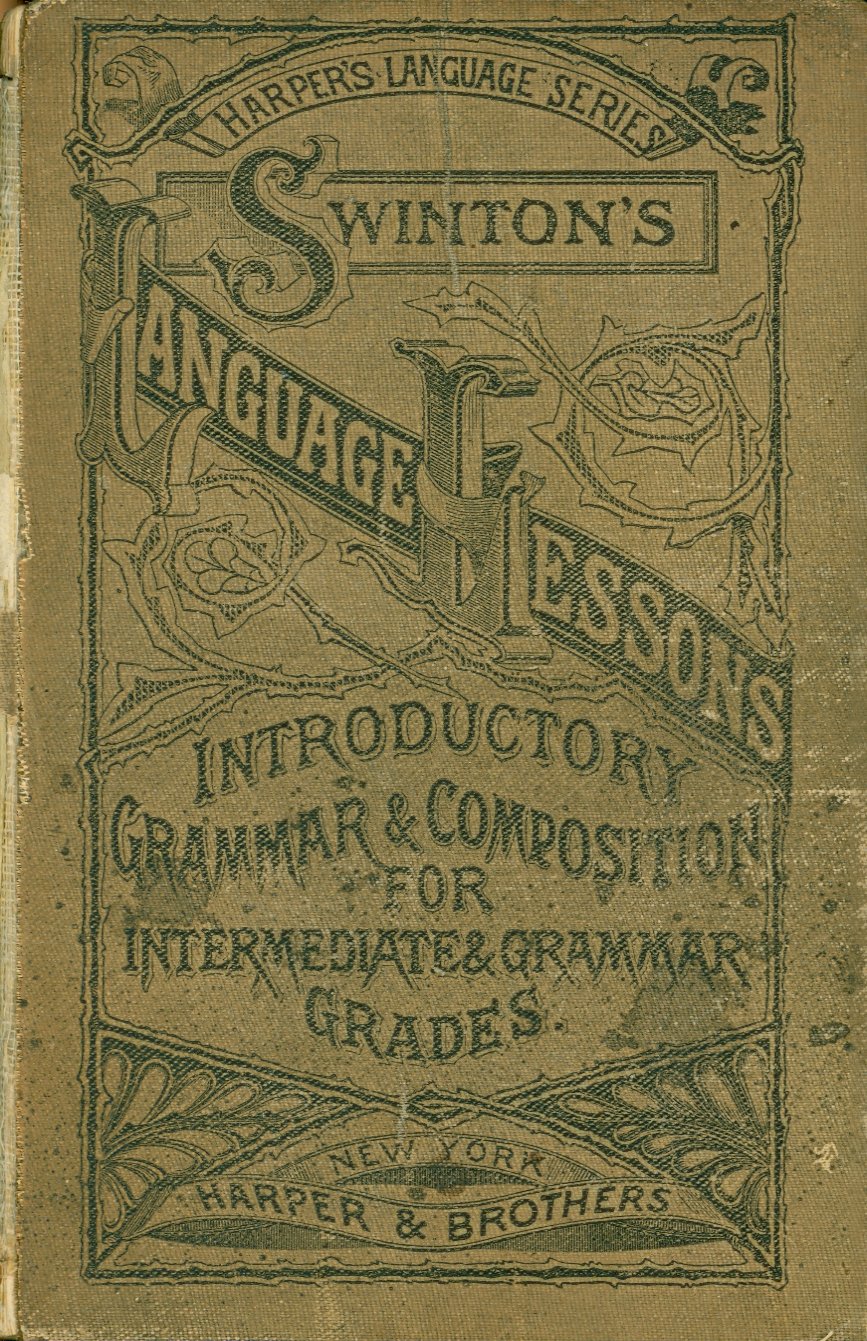 HARPER'S LANGUAGE SERIES
SWINTON'S
LANGUAGE LESSONS
INTRODUCTORY
GRAMMAR & COMPOSITION
FOR
INTERMEDIATE & GRAMMAR
GRADES.
NEW YORK
HARPER & BROTHERS